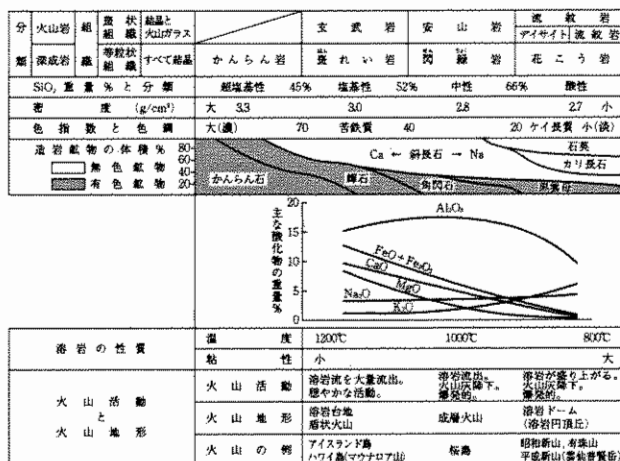 分 火山岩 組 斑状組織 結晶と火山ガラス 玄武岩 安山岩 流紋岩
デイサイト 流紋岩
類 深成岩 織 等粒状組織 すべて結晶 かんらん岩 斑れい岩 閃緑岩 花こう岩
SiO₂ 重量%と分類 超塩基性 45% 塩基性 52% 中性 66% 酸性
密度 (g/cm³) 大 3.3 3.0 2.8 2.7 小
色指数と色調 大(濃) 70 苦鉄質 40 20 ケイ長質 小(淡)
造岩鉱物の体積%
無色鉱物
有色鉱物
80
60
40
20
Ca ← 斜長石 → Na
石英
カリ長石
かんらん石
輝石
角閃石
黒雲母
主な酸化物の重量%
20
15
10
5
0
Al₂O₃
FeO+Fe₂O₃
CaO
MgO
Na₂O
K₂O
溶岩の性質 温度 1200℃ 1000℃ 800℃
粘性 小 大
火山活動と火山地形
火山活動 溶岩流を大量流出。穏やかな活動。 溶岩流出。火山灰降下。爆発的。 溶岩が盛り上がる。火山灰降下。爆発的。
火山地形 溶岩台地 盾状火山 成層火山 溶岩ドーム(溶岩円頂丘)
火山の例 アイスランド島 ハワイ島(マウナロア山) 桜島 昭和新山,有珠山 平成新山(雲仙普賢岳)